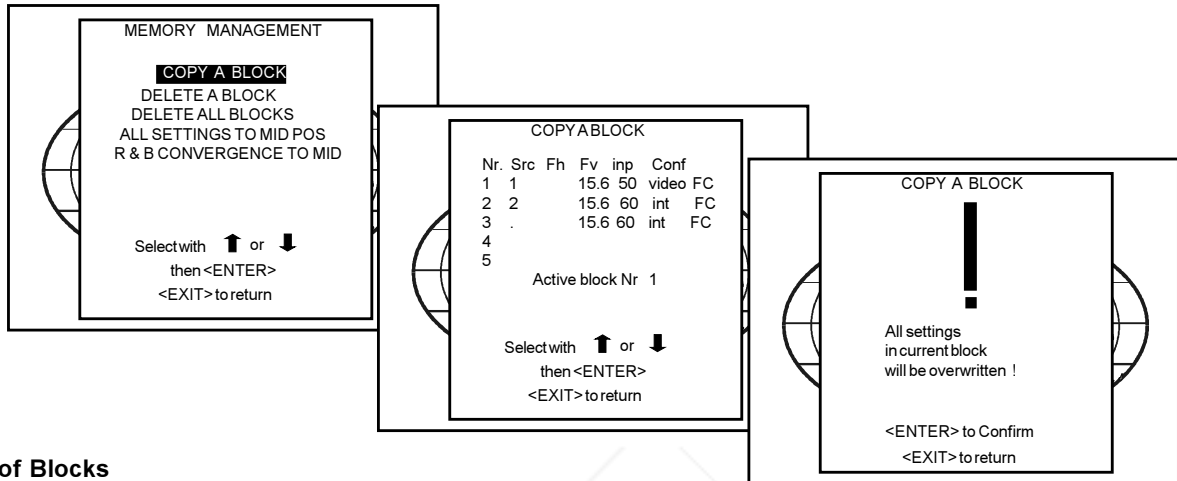 MEMORY MANAGEMENT
COPY A BLOCK
DELETE A BLOCK
DELETE ALL BLOCKS
ALL SETTINGS TO MID POS
R & B CONVERGENCE TO MID
Select with ⬆ or ⬇
then <ENTER>
<EXIT> to return
COPY A BLOCK
Nr. Src Fh Fv inp Conf
1 1 15.6 50 video FC
2 2 15.6 60 int FC
3 . 15.6 60 int FC
4
5
Active block Nr 1
Select with ⬆ or ⬇
then <ENTER>
<EXIT> to return
COPY A BLOCK
!
All settings
in current block
will be overwritten !
<ENTER> to Confirm
<EXIT> to return
of Blocks